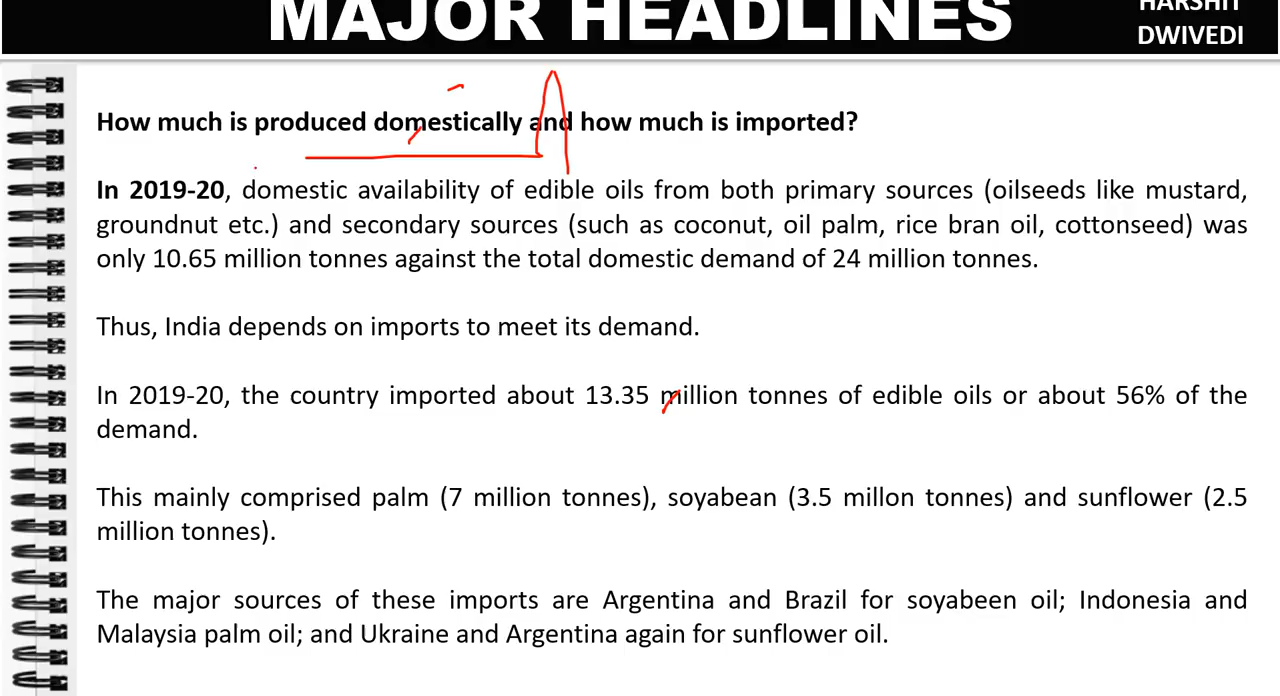 MAJOR HEADLINES
HARSHIT
DWIVEDI
How much is produced domestically and how much is imported?
In 2019-20, domestic availability of edible oils from both primary sources (oilseeds like mustard,
groundnut etc.) and secondary sources (such as coconut, oil palm, rice bran oil, cottonseed) was
only 10.65 million tonnes against the total domestic demand of 24 million tonnes.
Thus, India depends on imports to meet its demand.
In 2019-20, the country imported about 13.35 million tonnes of edible oils or about 56% of the
demand.
This mainly comprised palm (7 million tonnes), soyabean (3.5 millon tonnes) and sunflower (2.5
million tonnes).
The major sources of these imports are Argentina and Brazil for soyabeen oil; Indonesia and
Malaysia palm oil; and Ukraine and Argentina again for sunflower oil.